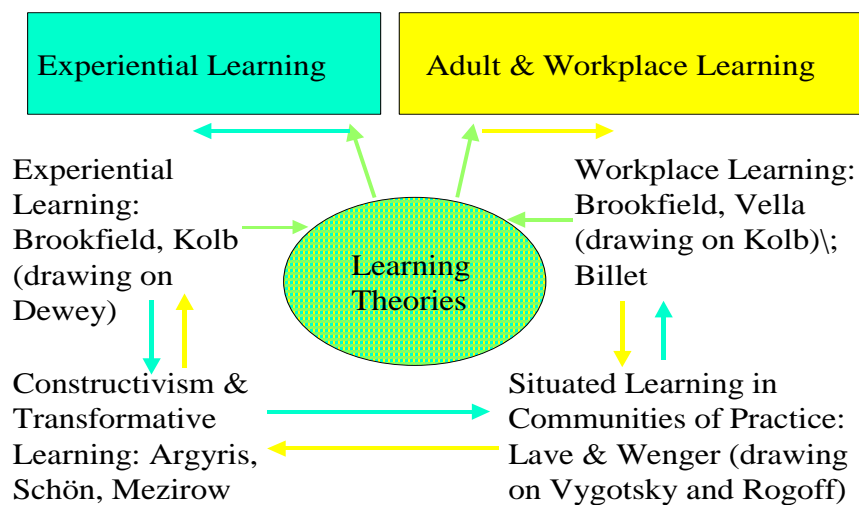 Experiential Learning
Adult & Workplace Learning
Experiential
Learning:
Brookfield, Kolb
(drawing on
Dewey)
Workplace Learning:
Brookfield, Vella
(drawing on Kolb)\;
Billet
Learning
Theories
Constructivism &
Transformative
Learning: Argyris,
Schön, Mezirow
Situated Learning in
Communities of Practice:
Lave & Wenger (drawing
on Vygotsky and Rogoff)